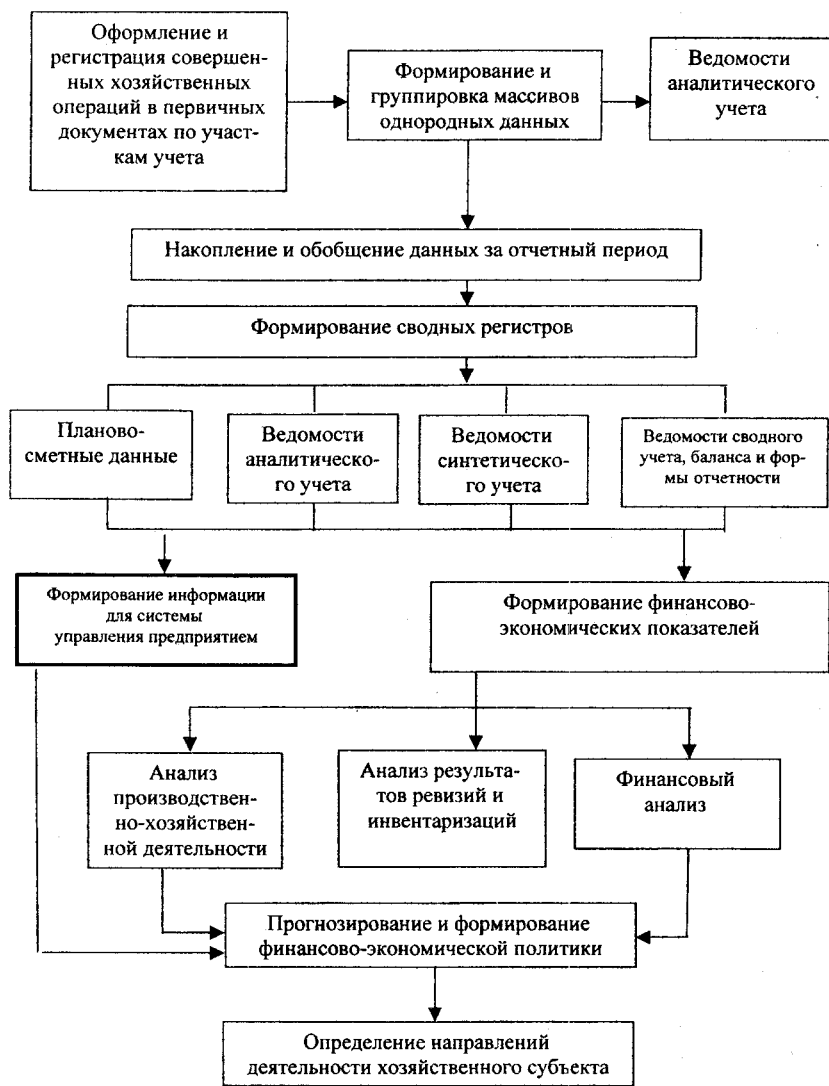 Оформление и
регистрация совершен-
ных хозяйственных
операций в первичных
документах по участ-
кам учета
Формирование и
группировка массивов
однородных данных
Ведомости
аналитического
учета
Накопление и обобщение данных за отчетный период
Формирование сводных регистров
Планово-
сметные данные
Ведомости
аналитическо-
го учета
Ведомости
синтетическо-
го учета
Ведомости сводного
учета, баланса и фор-
мы отчетности
Формирование информации
для системы
управления предприятием
Формирование финансово-
экономических показателей
Анализ
производствен-
но-хозяйствен-
ной деятельности
Анализ результа-
тов ревизий и
инвентаризаций
Финансовый
анализ
Прогнозирование и формирование
финансово-экономической политики
Определение направлений
деятельности хозяйственного субъекта